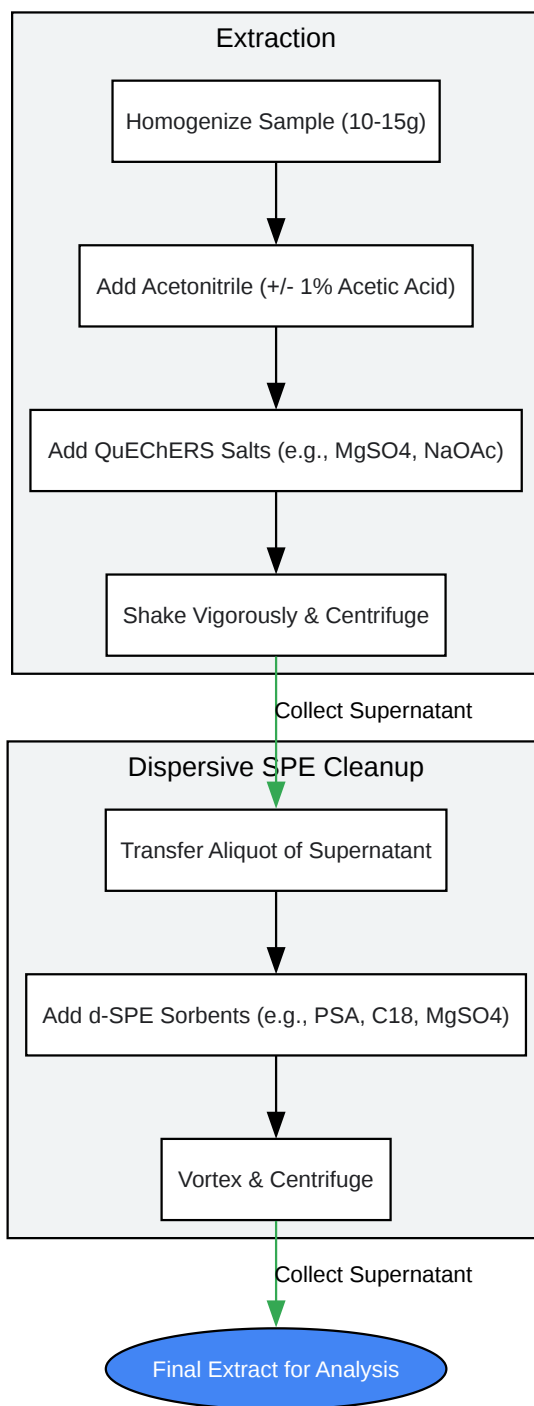 Extraction
Homogenize Sample (10-15g)
Add Acetonitrile (+/- 1% Acetic Acid)
Add QuEChERS Salts (e.g., MgSO4, NaOAc)
Shake Vigorously & Centrifuge
Collect Supernatant
Dispersive SPE Cleanup
Transfer Aliquot of Supernatant
Add d-SPE Sorbents (e.g., PSA, C18, MgSO4)
Vortex & Centrifuge
Collect Supernatant
Final Extract for Analysis